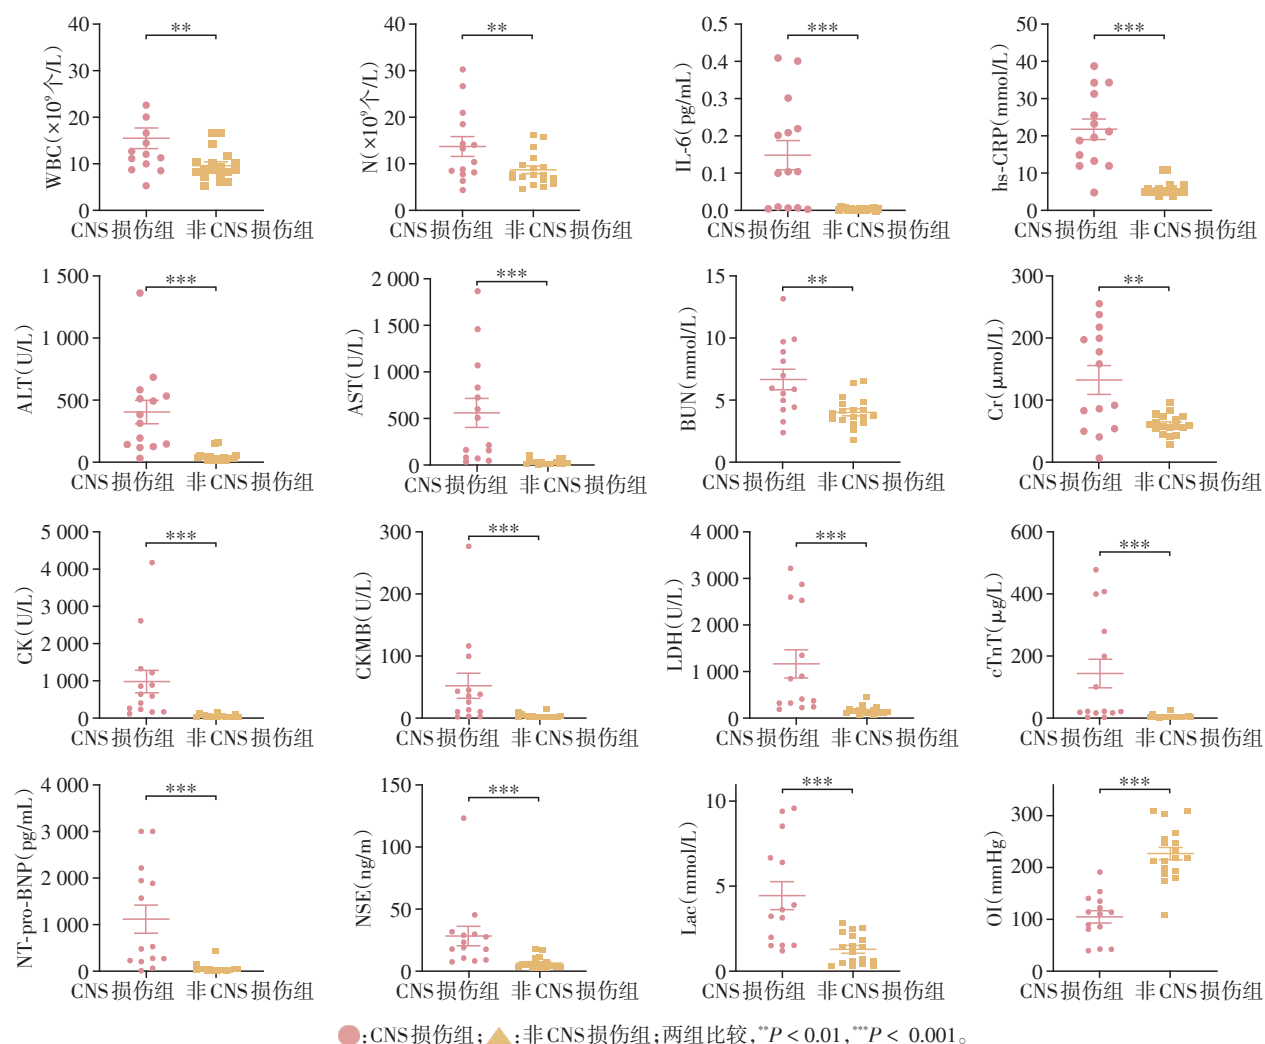 WBC(×10⁹个/L)
40
30
20
10
0
**
CNS损伤组 非CNS损伤组
N(×10⁹个/L)
40
30
20
10
0
**
CNS损伤组 非CNS损伤组
IL-6(pg/mL)
0.5
0.4
0.3
0.2
0.1
0.0
***
CNS损伤组 非CNS损伤组
hs-CRP(mmol/L)
50
40
30
20
10
0
***
CNS损伤组 非CNS损伤组
ALT(U/L)
1 500
1 000
500
0
***
CNS损伤组 非CNS损伤组
AST(U/L)
2 000
1 500
1 000
500
0
***
CNS损伤组 非CNS损伤组
BUN(mmol/L)
15
10
5
0
**
CNS损伤组 非CNS损伤组
Cr(μmol/L)
300
200
100
0
**
CNS损伤组 非CNS损伤组
CK(U/L)
5 000
4 000
3 000
2 000
1 000
0
***
CNS损伤组 非CNS损伤组
CKMB(U/L)
300
200
100
0
***
CNS损伤组 非CNS损伤组
LDH(U/L)
4 000
3 000
2 000
1 000
0
***
CNS损伤组 非CNS损伤组
cTnT(μg/L)
600
400
200
0
***
CNS损伤组 非CNS损伤组
NT-pro-BNP(pg/mL)
4 000
3 000
2 000
1 000
0
***
CNS损伤组 非CNS损伤组
NSE(ng/m)
150
100
50
0
***
CNS损伤组 非CNS损伤组
Lac(mmol/L)
10
5
0
***
CNS损伤组 非CNS损伤组
OI(mmHg)
300
200
100
0
***
CNS损伤组 非CNS损伤组
:CNS损伤组; :非CNS损伤组;两组比较,**P<0.01,***P< 0.001。